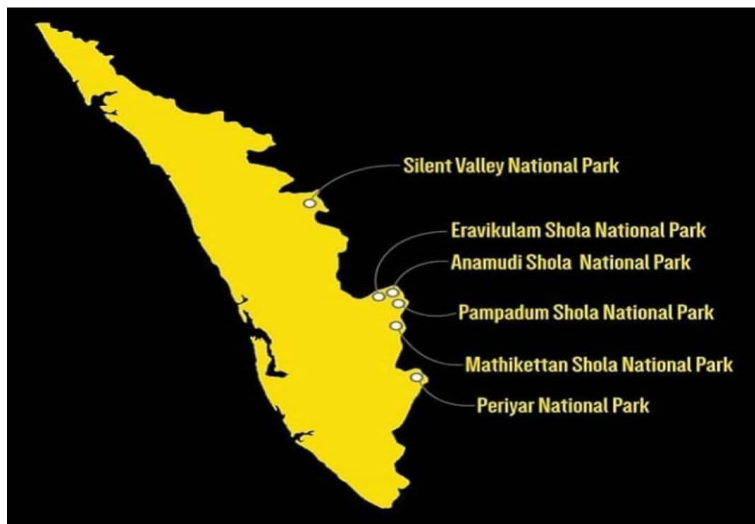 Silent Valley National Park
Eravikulam Shola National Park
Anamudi Shola National Park
Pampadum Shola National Park
Mathikettan Shola National Park
Periyar National Park